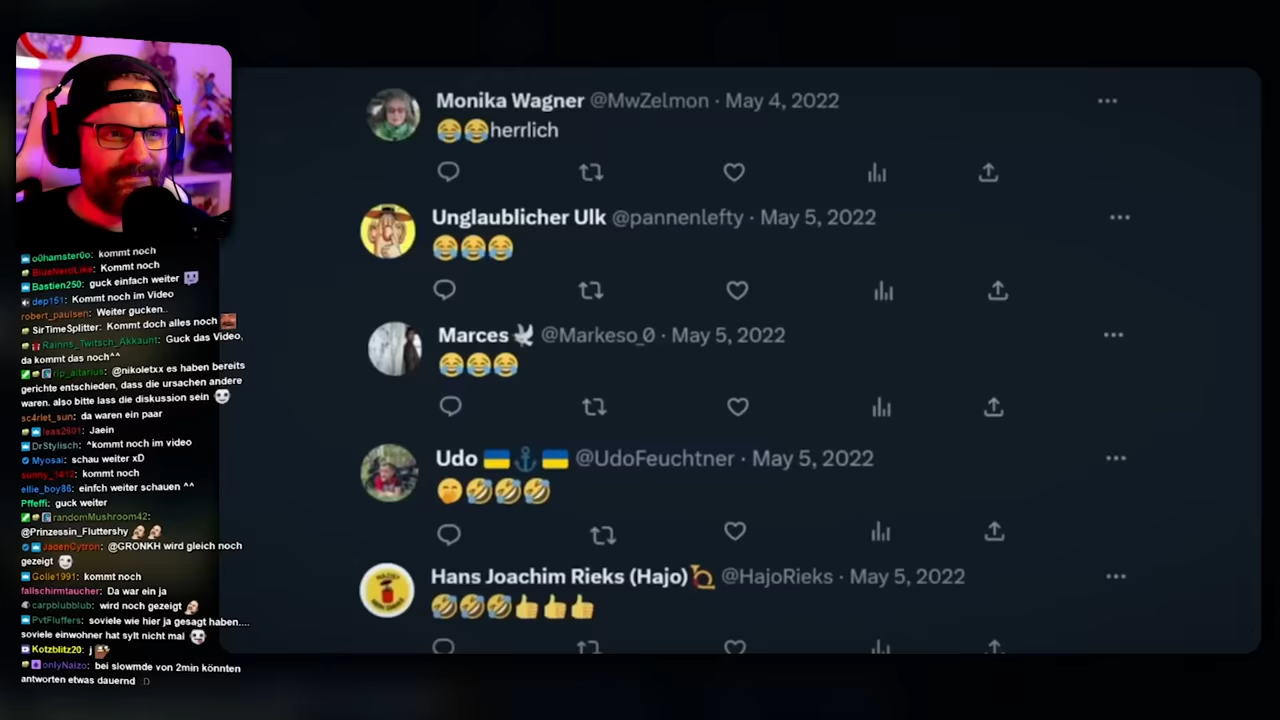 Monika Wagner @MwZelmon · May 4, 2022
😂😂herrlich
Unglaublicher Ulk @pannenlefty · May 5, 2022
😂😂😂
Marces🕊 @Markeso_0 · May 5, 2022
😂😂😂
Udo 🇺🇦⚓🇺🇦 @UdoFeuchtner · May 5, 2022
🤭🤣🤣🤣
Hans Joachim Rieks (Hajo)📯 @HajoRieks · May 5, 2022
🤣🤣🤣👍👍👍
o0hamster0o: kommt noch
BlueNerdLike: Kommt noch
Bastien250: guck einfach weiter
dep151: Kommt noch im Video
robert_paulsen: Weiter gucken..
SirTimeSplitter: Kommt doch alles noch
Rainns_Twitsch_Akkaunt: Guck das Video,
da kommt das noch^^
rip_altarius: @nikoletxx es haben bereits
gerichte entschieden, dass die ursachen andere
waren. also bitte lass die diskussion sein
sc4rlet_sun: da waren ein paar
leas2601: Jaein
DrStylisch: ^kommt noch im video
Myosai: schau weiter xD
sunny_1412: kommt noch
ellie_boy86: einfch weiter schauen ^^
Pffeffi: guck weiter
randomMushroom42:
@Prinzessin_Fluttershy
JadenCytron: @GRONKH wird gleich noch
gezeigt
Golle1991: kommt noch
fallschirmtaucher: Da war ein ja
carpblubblub: wird noch gezeigt
PvtFluffers: soviele wie hier ja gesagt haben....
soviele einwohner hat sylt nicht mal
Kotzblitz20: j
onlyNaizo: bei slowmde von 2min könnten
antworten etwas dauernd :D